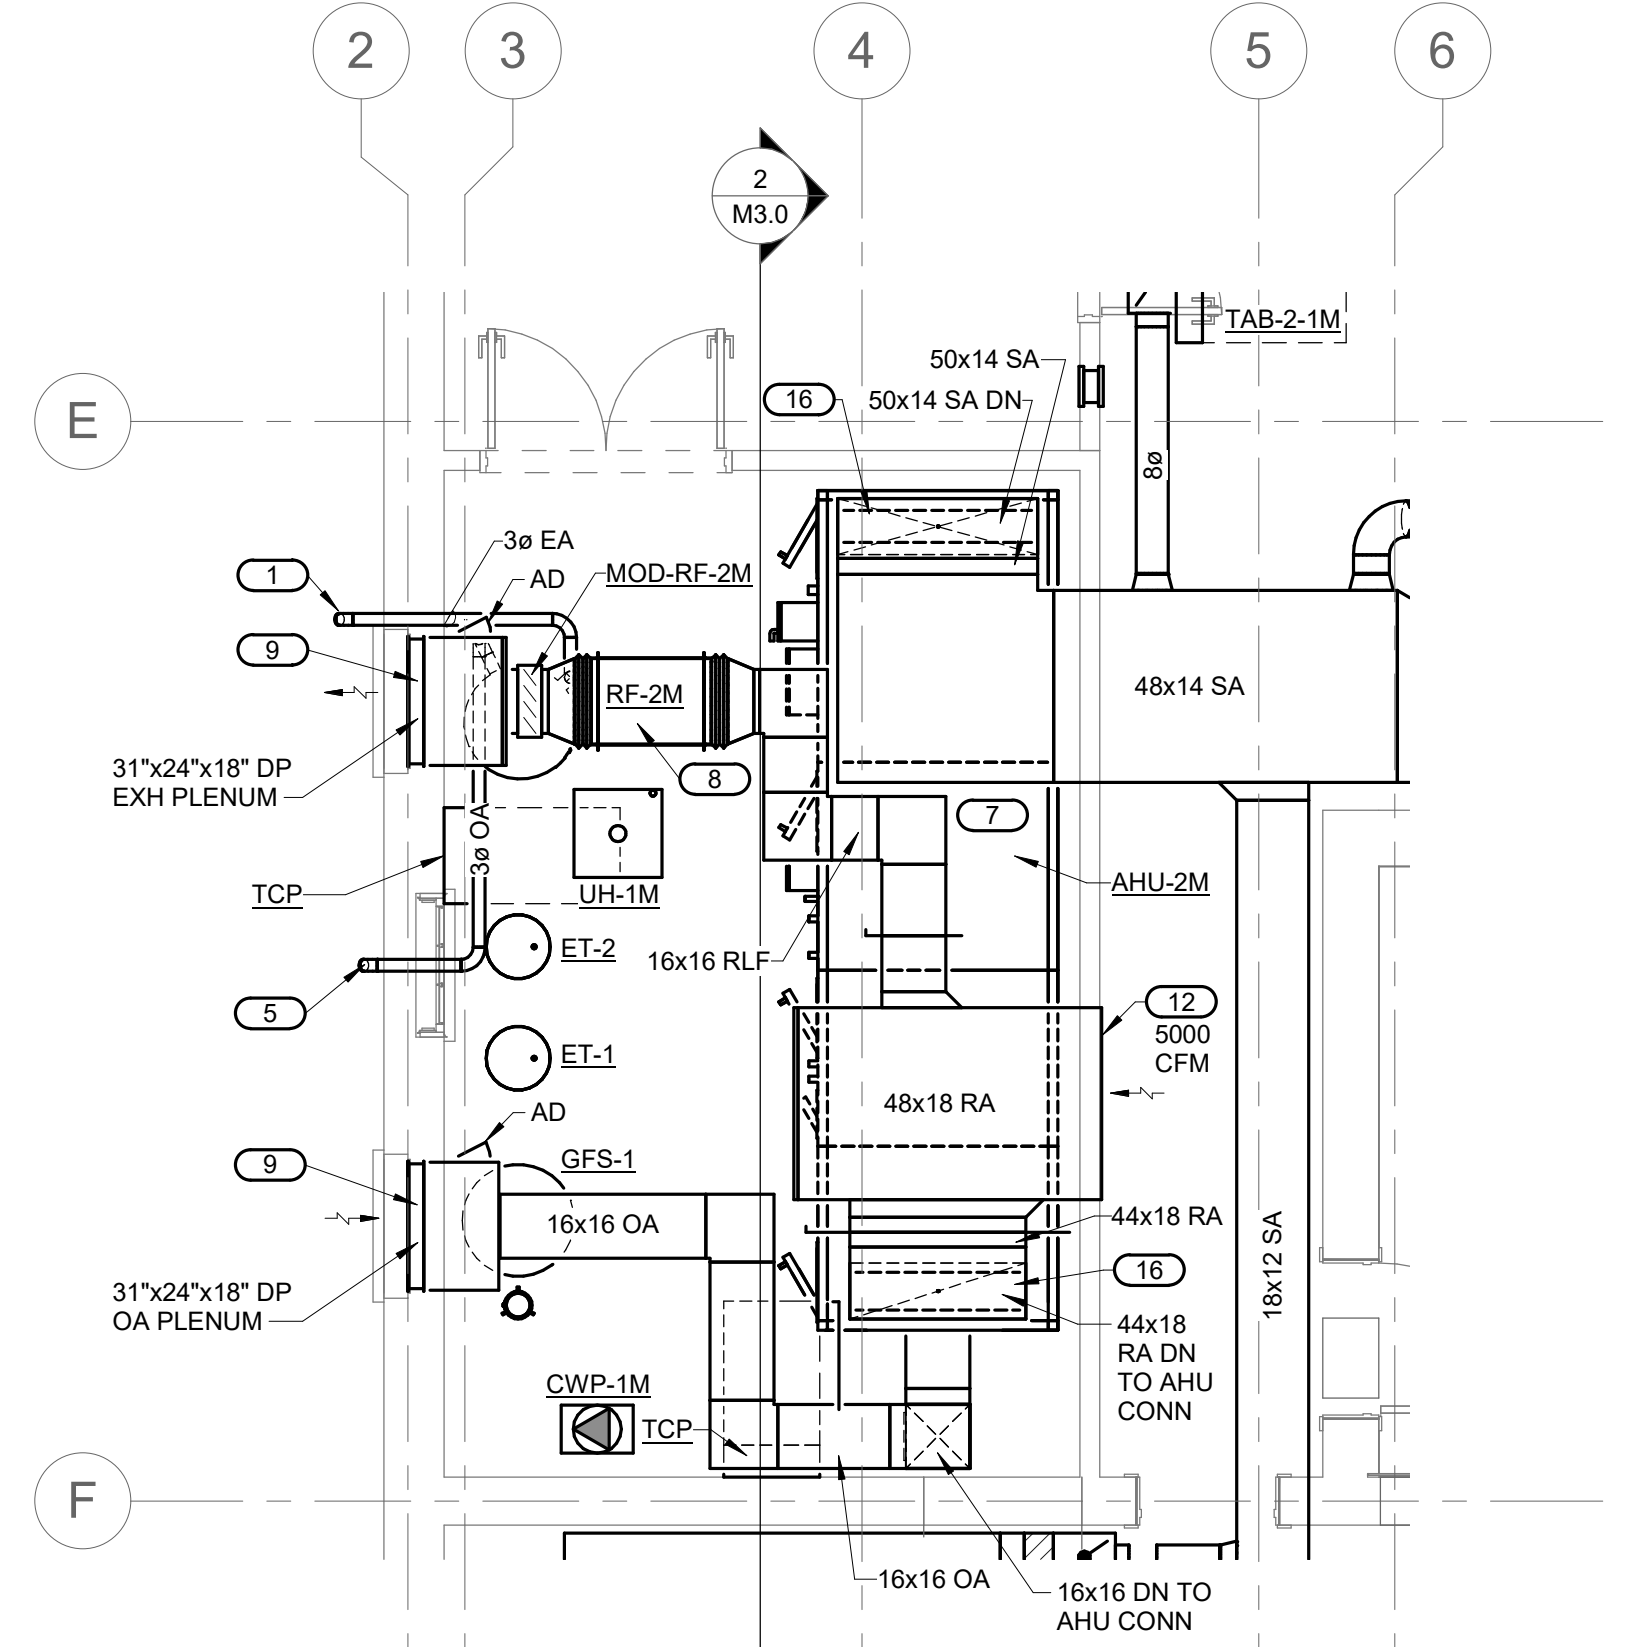 2
3
4
5
6
2
M3.0
TAB-2-1M
50x14 SA
16
50x14 SA DN
E
8ø
3ø EA
1
AD
MOD-RF-2M
9
RF-2M
48x14 SA
31"x24"x18" DP
EXH PLENUM
8
7
3ø OA
TCP
UH-1M
AHU-2M
ET-2
16x16 RLF
5
12
5000
CFM
ET-1
48x18 RA
AD
9
GFS-1
16x16 OA
44x18 RA
18x12 SA
16
31"x24"x18" DP
OA PLENUM
44x18
RA DN
TO AHU
CONN
CWP-1M
TCP
F
16x16 OA
16x16 DN TO
AHU CONN